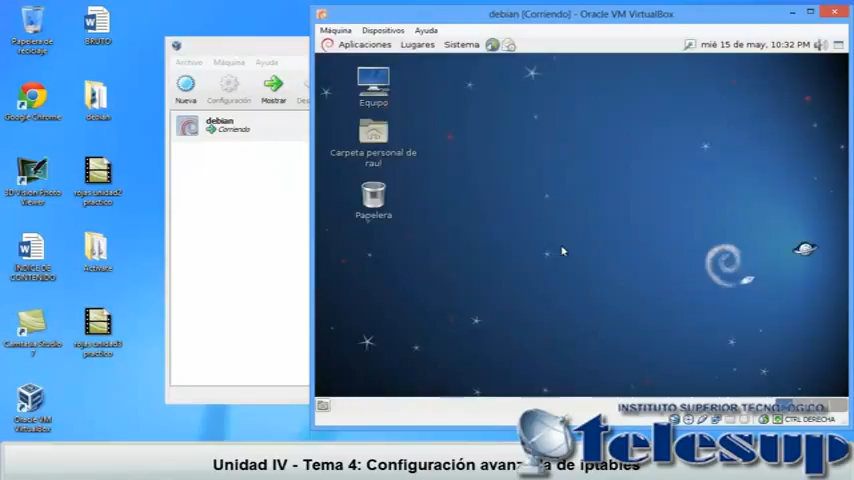 Papelera de
reciclaje
BRUTO
Google Chrome
debian
3D Vision Photo
Viewer
rojas unidad2
practico
ÍNDICE DE
CONTENIDO
Activate
Camtasia Studio
7
rojas unidad3
practico
Oracle VM
VirtualBox
Archivo Máquina Ayuda
Nueva Configuración Mostrar
debian
Corriendo
debian [Corriendo] - Oracle VM VirtualBox
Máquina Dispositivos Ayuda
Aplicaciones Lugares Sistema
mié 15 de may, 10:32 PM
Equipo
Carpeta personal de
raul
Papelera
CTRL DERECHA
INSTITUTO SUPERIOR TECNOLOGICO
telesup
Unidad IV - Tema 4: Configuración avanzada de iptables